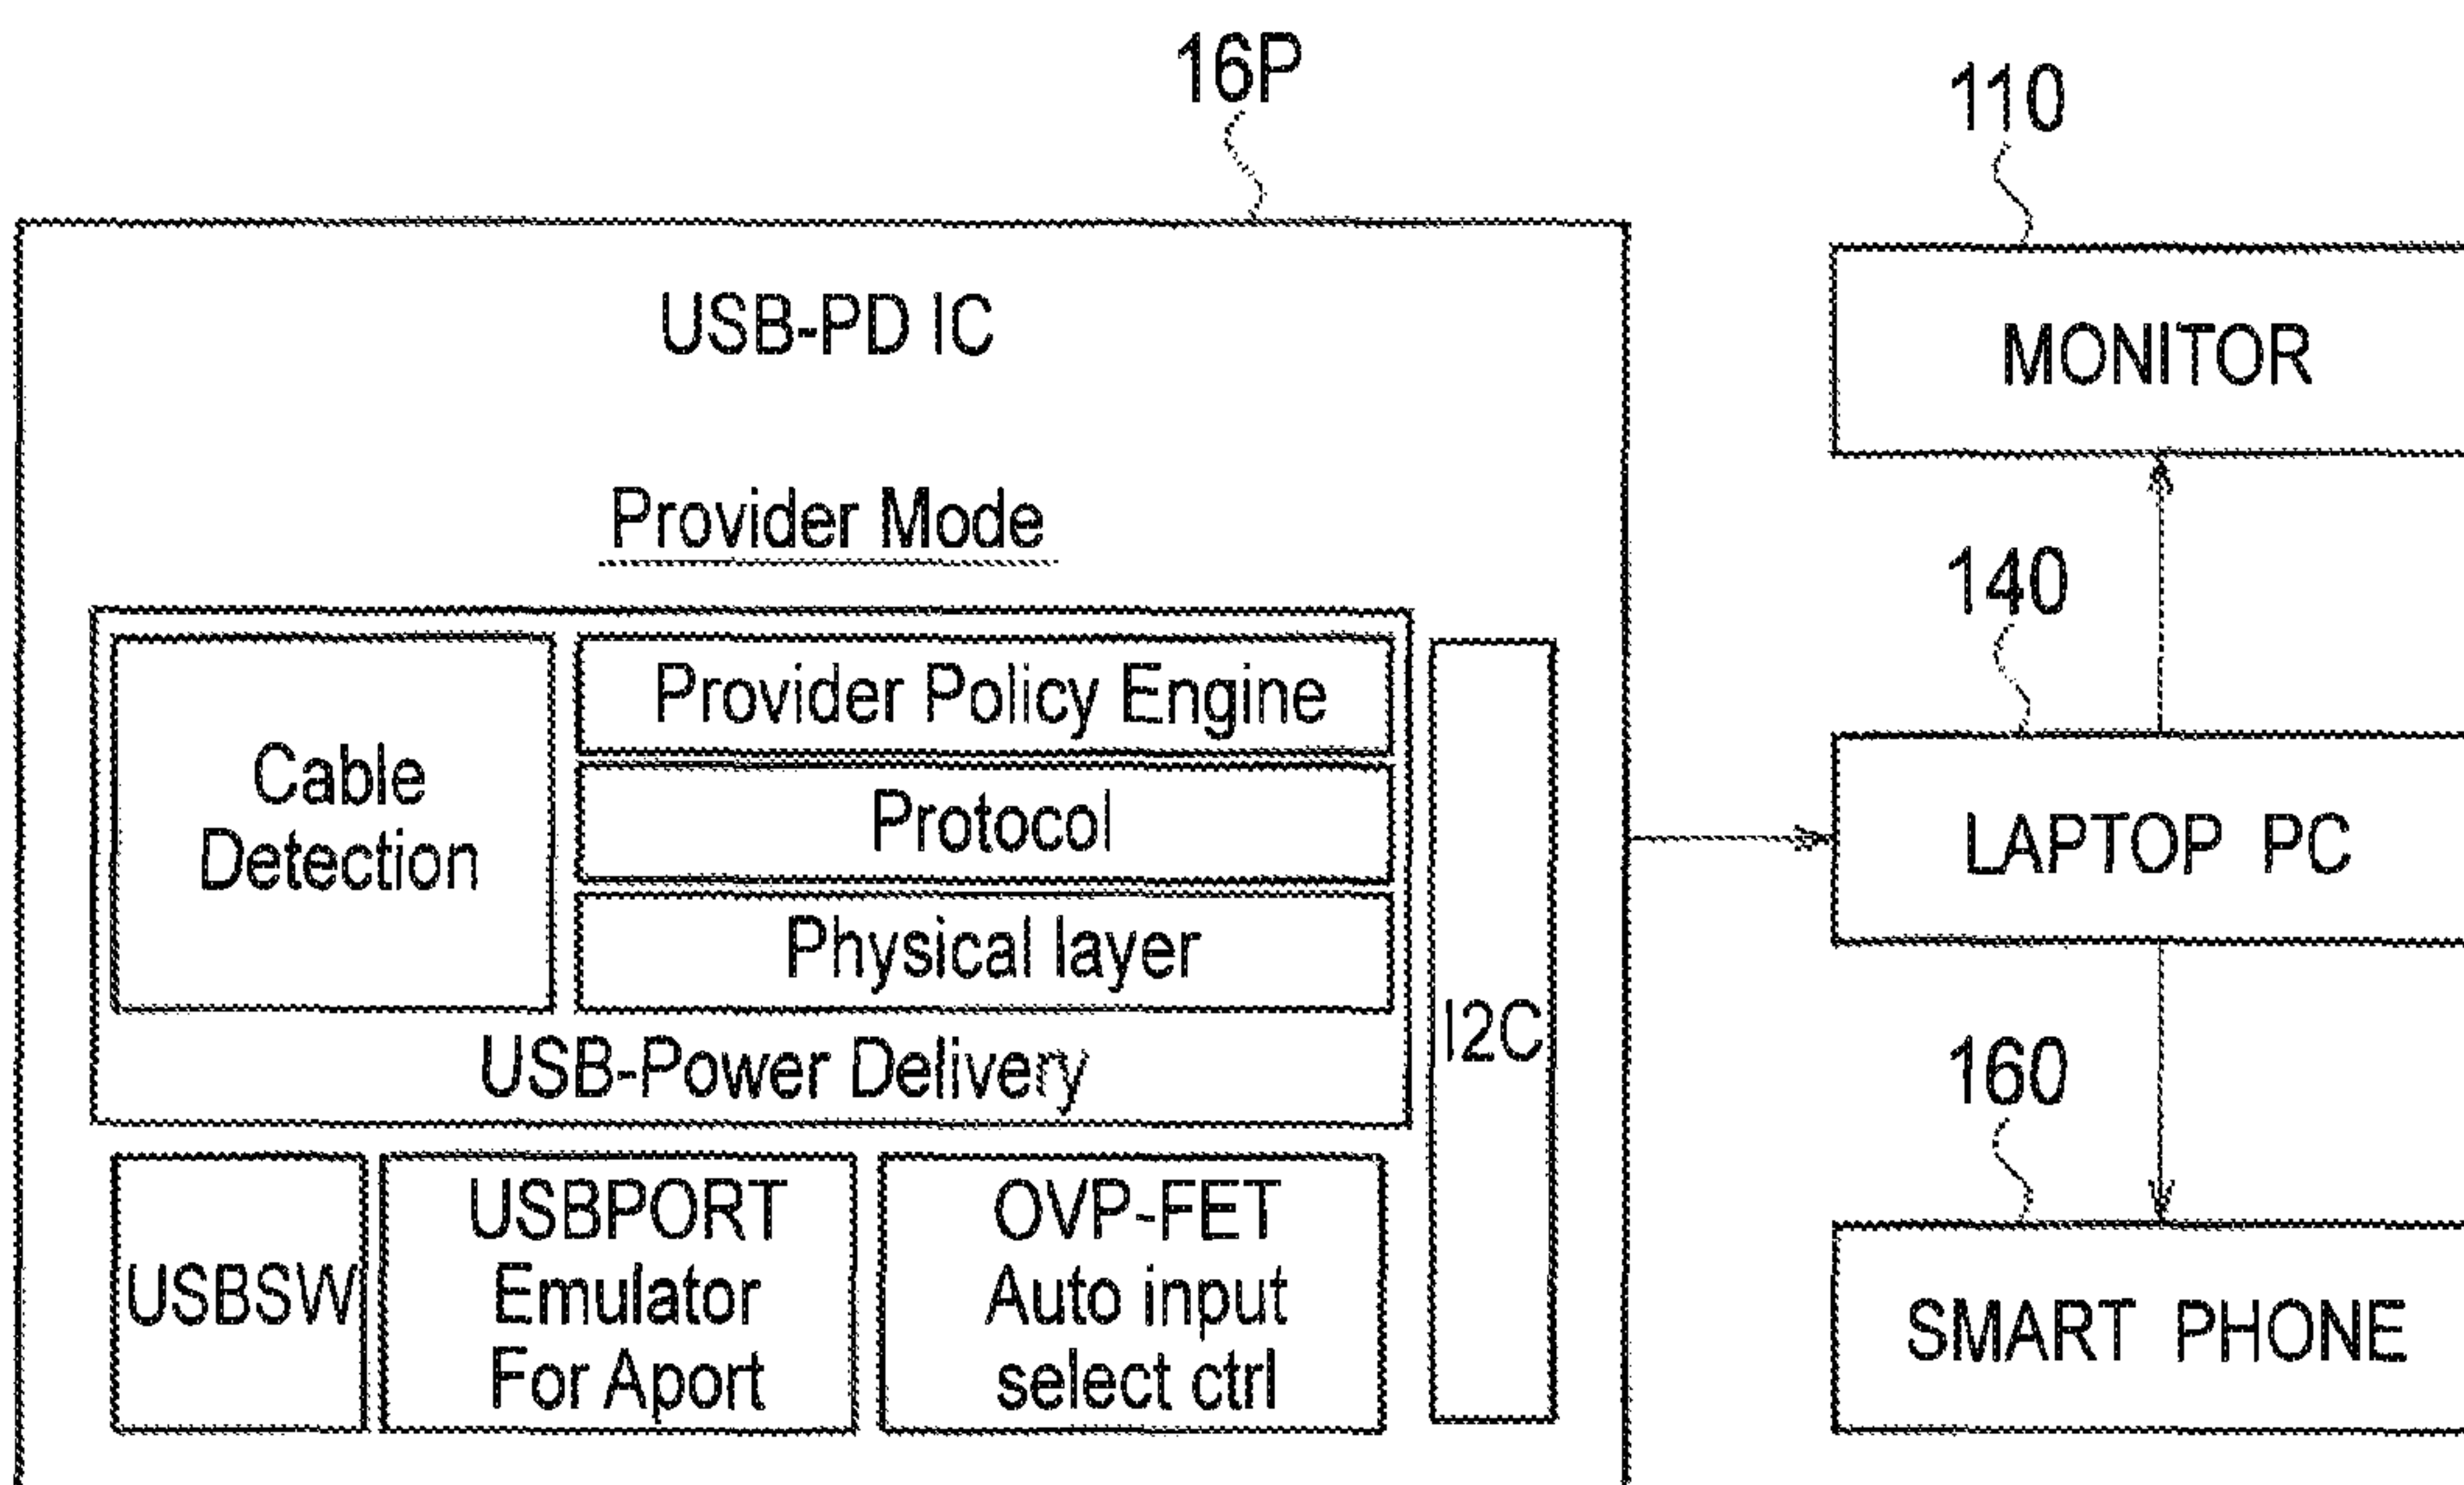 16P
USB-PD IC
Provider Mode
Cable
Detection
Provider Policy Engine
Protocol
Physical layer
USB-Power Delivery
I2C
USBSW
USBPORT
Emulator
For Aport
OVP-FET
Auto input
select ctrl
110
MONITOR
140
LAPTOP PC
160
SMART PHONE